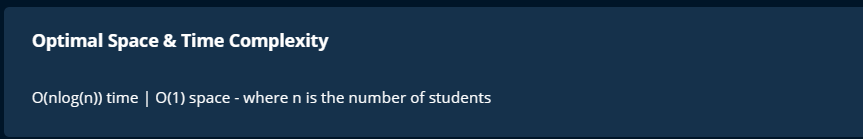 Optimal Space & Time Complexity
O(nlog(n)) time | O(1) space - where n is the number of students